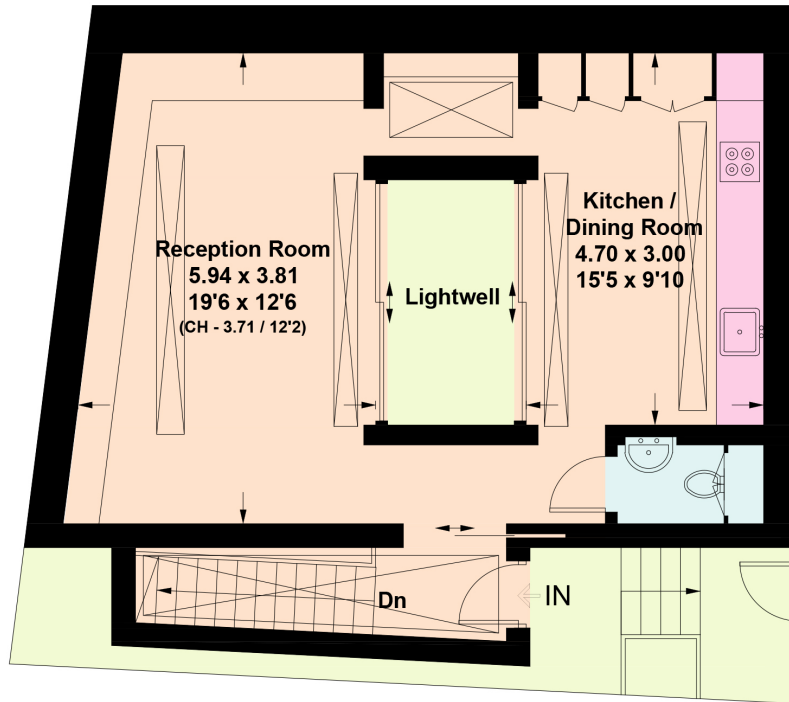 Reception Room
5.94 x 3.81
19'6 x 12'6
(CH - 3.71 / 12'2)
Lightwell
Kitchen /
Dining Room
4.70 x 3.00
15'5 x 9'10
Dn
IN